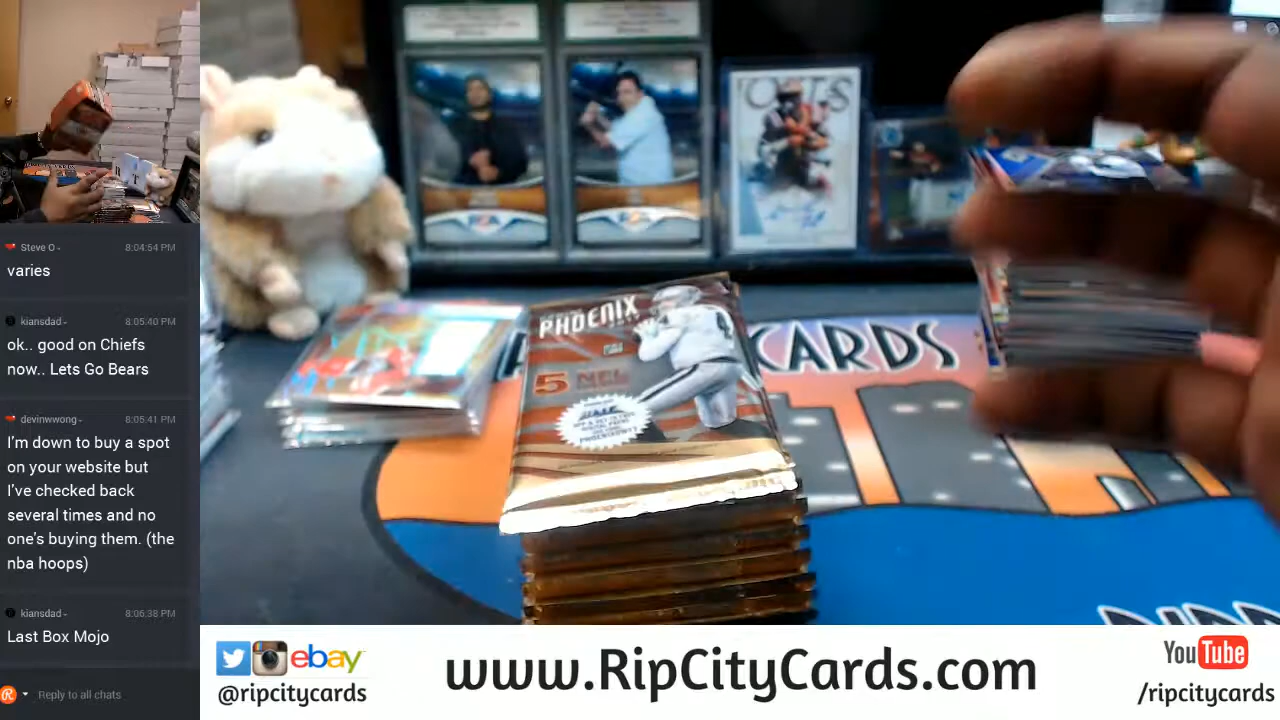 Steve O
8:04:54 PM
varies
kiansdad
8:05:40 PM
ok.. good on Chiefs
now.. Lets Go Bears
devinwwong
8:05:41 PM
I'm down to buy a spot
on your website but
I've checked back
several times and no
one's buying them. (the
nba hoops)
kiansdad
8:06:38 PM
Last Box Mojo
Reply to all chats
PHOENIX
5 NFL
CARDS
ebay
@ripcitycards
www.RipCityCards.com
YouTube
/ripcitycards